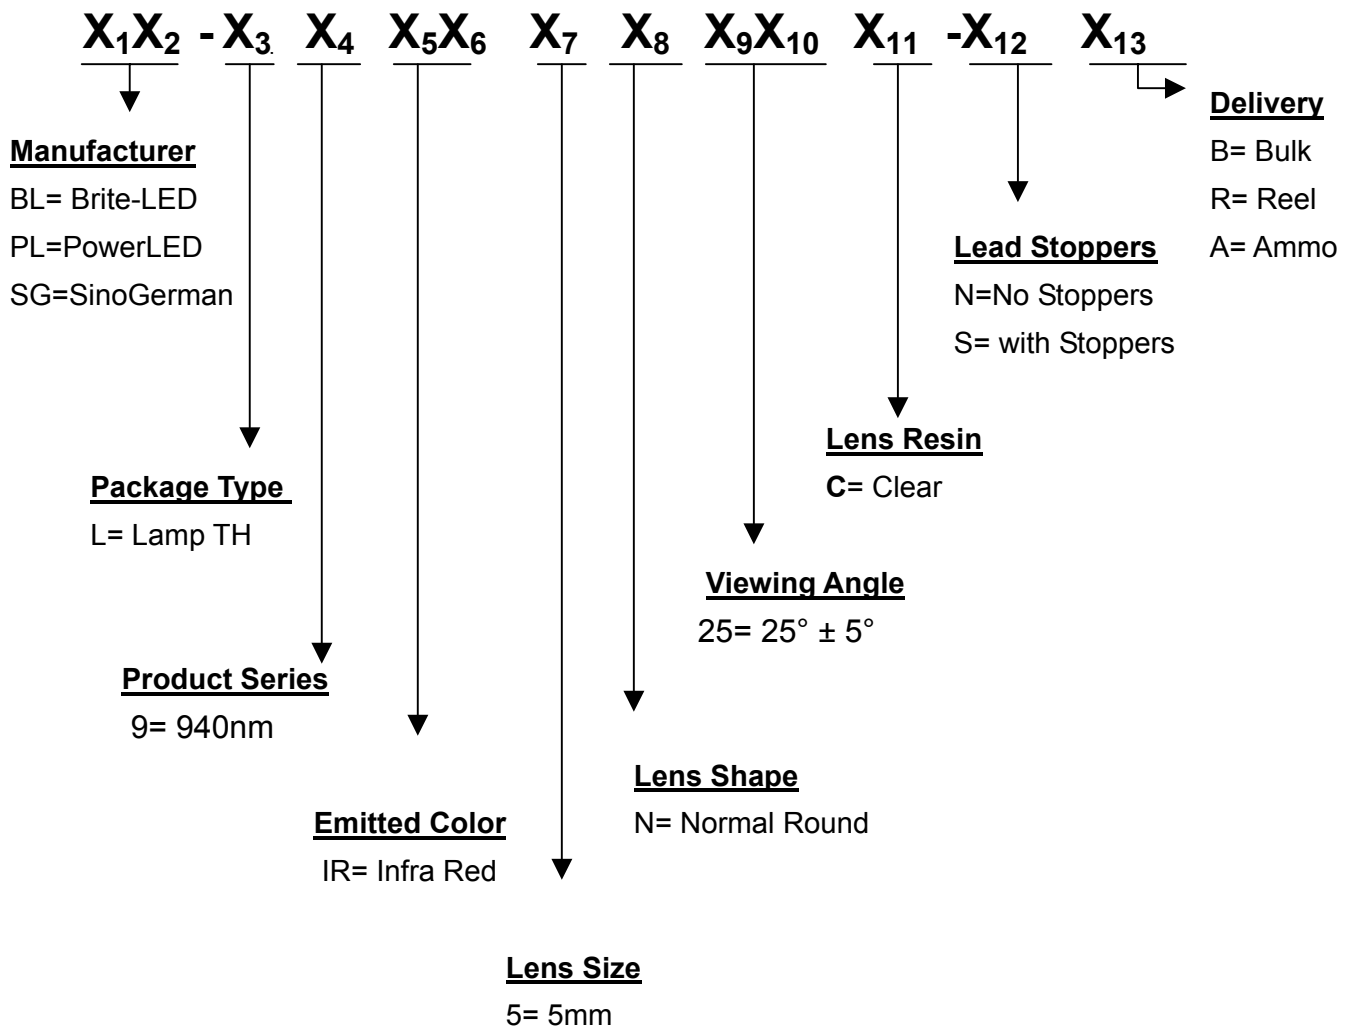 X₁X₂ - X₃ X₄ X₅X₆ X₇ X₈ X₉X₁₀ X₁₁ -X₁₂ X₁₃
Manufacturer
BL= Brite-LED
PL=PowerLED
SG=SinoGerman
Delivery
B= Bulk
R= Reel
A= Ammo
Lead Stoppers
N=No Stoppers
S= with Stoppers
Lens Resin
C= Clear
Package Type
L= Lamp TH
Viewing Angle
25= 25° ± 5°
Product Series
9= 940nm
Lens Shape
N= Normal Round
Emitted Color
IR= Infra Red
Lens Size
5= 5mm